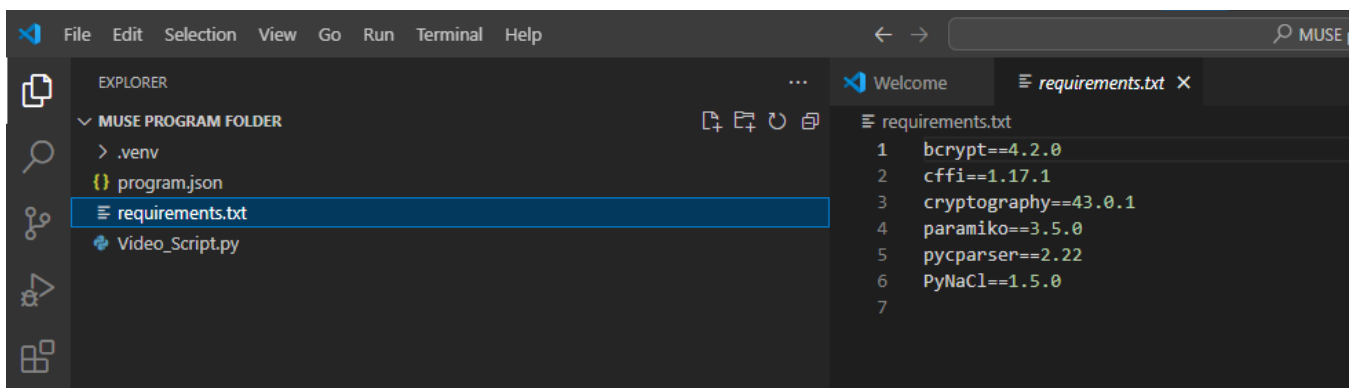 File Edit Selection View Go Run Terminal Help
MUSE
EXPLORER
Welcome
requirements.txt
MUSE PROGRAM FOLDER
.venv
{} program.json
requirements.txt
Video_Script.py
requirements.txt
1 bcrypt==4.2.0
2 cffi==1.17.1
3 cryptography==43.0.1
4 paramiko==3.5.0
5 pycparser==2.22
6 PyNaCl==1.5.0
7